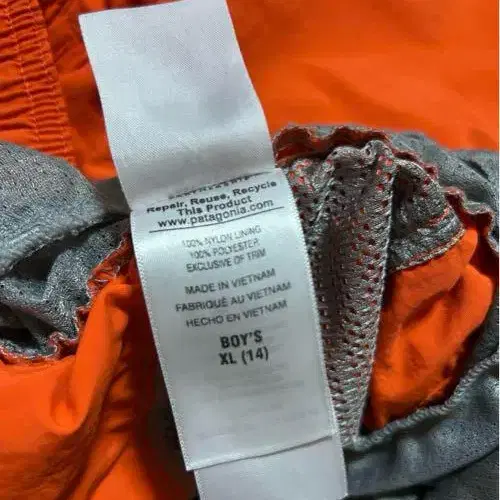 Repair, Reuse, Recycle
This Product
www.patagonia.com
100% NYLON LINING
100% POLYESTER
EXCLUSIVE OF TRIM
MADE IN VIETNAM
FABRIQUÉ AU VIETNAM
HECHO EN VIETNAM
BOY'S
XL (14)